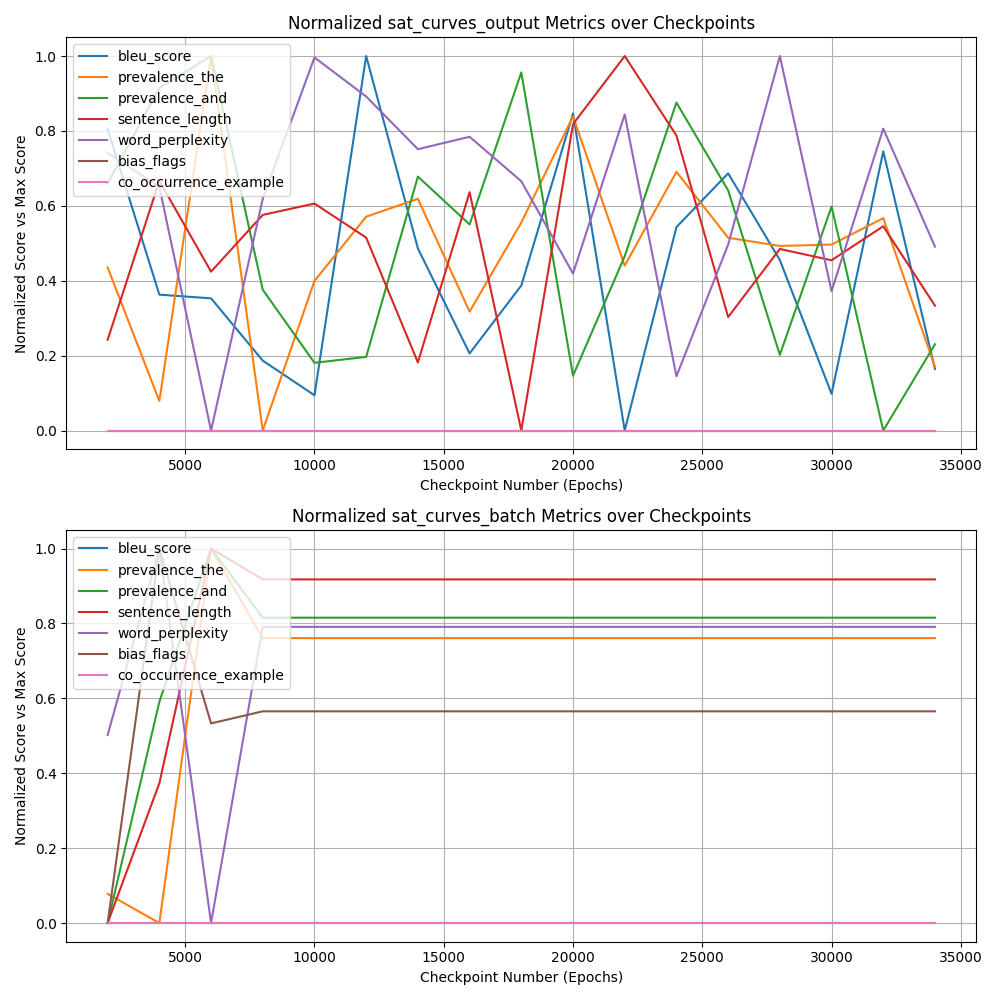 Normalized sat_curves_output Metrics over Checkpoints
Normalized Score vs Max Score
1.0
0.8
0.6
0.4
0.2
0.0
bleu_score
prevalence_the
prevalence_and
sentence_length
word_perplexity
bias_flags
co_occurrence_example
5000 10000 15000 20000 25000 30000 35000
Checkpoint Number (Epochs)
Normalized sat_curves_batch Metrics over Checkpoints
Normalized Score vs Max Score
1.0
0.8
0.6
0.4
0.2
0.0
bleu_score
prevalence_the
prevalence_and
sentence_length
word_perplexity
bias_flags
co_occurrence_example
5000 10000 15000 20000 25000 30000 35000
Checkpoint Number (Epochs)